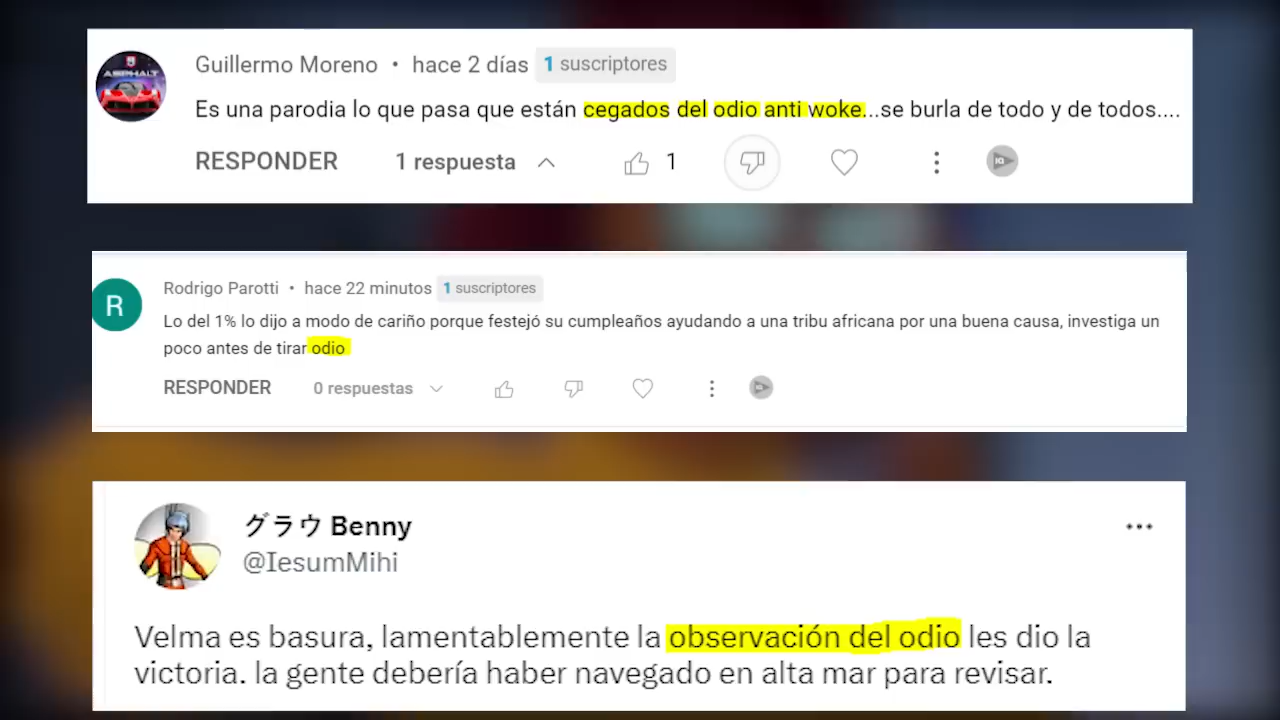 ASPHALT
Guillermo Moreno • hace 2 días 1 suscriptores
Es una parodia lo que pasa que están cegados del odio anti woke...se burla de todo y de todos....
RESPONDER 1 respuesta 1
R
Rodrigo Parotti • hace 22 minutos 1 suscriptores
Lo del 1% lo dijo a modo de cariño porque festejó su cumpleaños ayudando a una tribu africana por una buena causa, investiga un
poco antes de tirar odio
RESPONDER 0 respuestas
グラウ Benny
@IesumMihi
Velma es basura, lamentablemente la observación del odio les dio la
victoria. la gente debería haber navegado en alta mar para revisar.